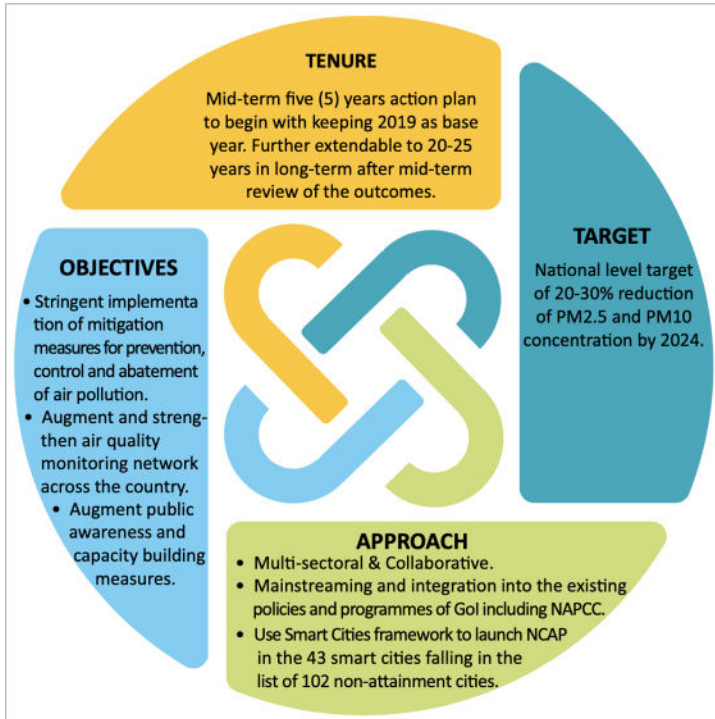 TENURE
Mid-term five (5) years action plan
to begin with keeping 2019 as base
year. Further extendable to 20-25
years in long-term after mid-term
review of the outcomes.
TARGET
National level target
of 20-30% reduction
of PM2.5 and PM10
concentration by 2024.
OBJECTIVES
• Stringent implementa
tion of mitigation
measures for prevention,
control and abatement
of air pollution.
• Augment and streng-
then air quality
monitoring network
across the country.
• Augment public
awareness and
capacity building
measures.
APPROACH
• Multi-sectoral & Collaborative.
• Mainstreaming and integration into the existing
policies and programmes of GoI including NAPCC.
• Use Smart Cities framework to launch NCAP
in the 43 smart cities falling in the
list of 102 non-attainment cities.